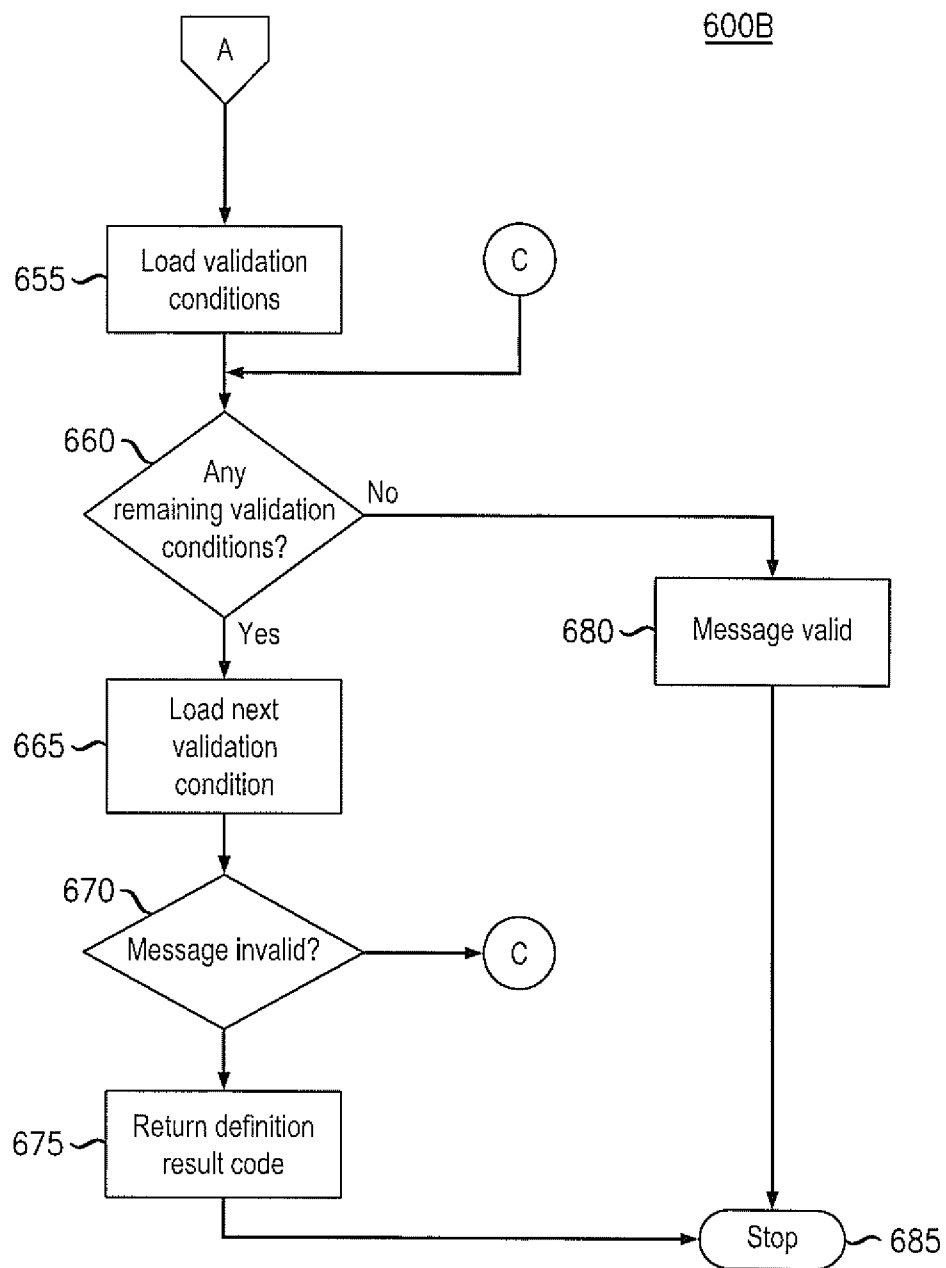 600B
A
655
Load validation
conditions
C
660
Any
remaining validation
conditions?
No
Yes
680
Message valid
665
Load next
validation
condition
670
Message invalid?
C
675
Return definition
result code
Stop
685